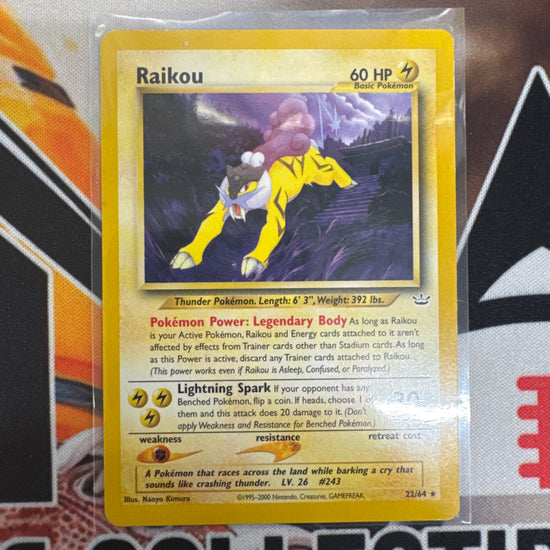 Raikou
60 HP
Basic Pokémon
Thunder Pokémon. Length: 6' 3", Weight: 392 lbs.
Pokémon Power: Legendary Body As long as Raikou
is your Active Pokémon, Raikou and Energy cards attached to it aren't
affected by effects from Trainer cards other than Stadium cards As long
as this Power is active, discard any Trainer cards attached to Raikou.
(This power works even if Raikou is Asleep, Confused, or Paralyzed.)
Lightning Spark If your opponent has any
Benched Pokémon, flip a coin. If heads, choose 1 of
them and this attack does 20 damage to it. (Don't
apply Weakness and Resistance for Benched Pokémon.)
30
weakness resistance retreat cost
A Pokémon that races across the land while barking a cry that
sounds like crashing thunder. LV. 26 #243
Illus. Naoyo Kimura ©1995-2000 Nintendo, Creatures, GAMEFREAK. 22/64 ★